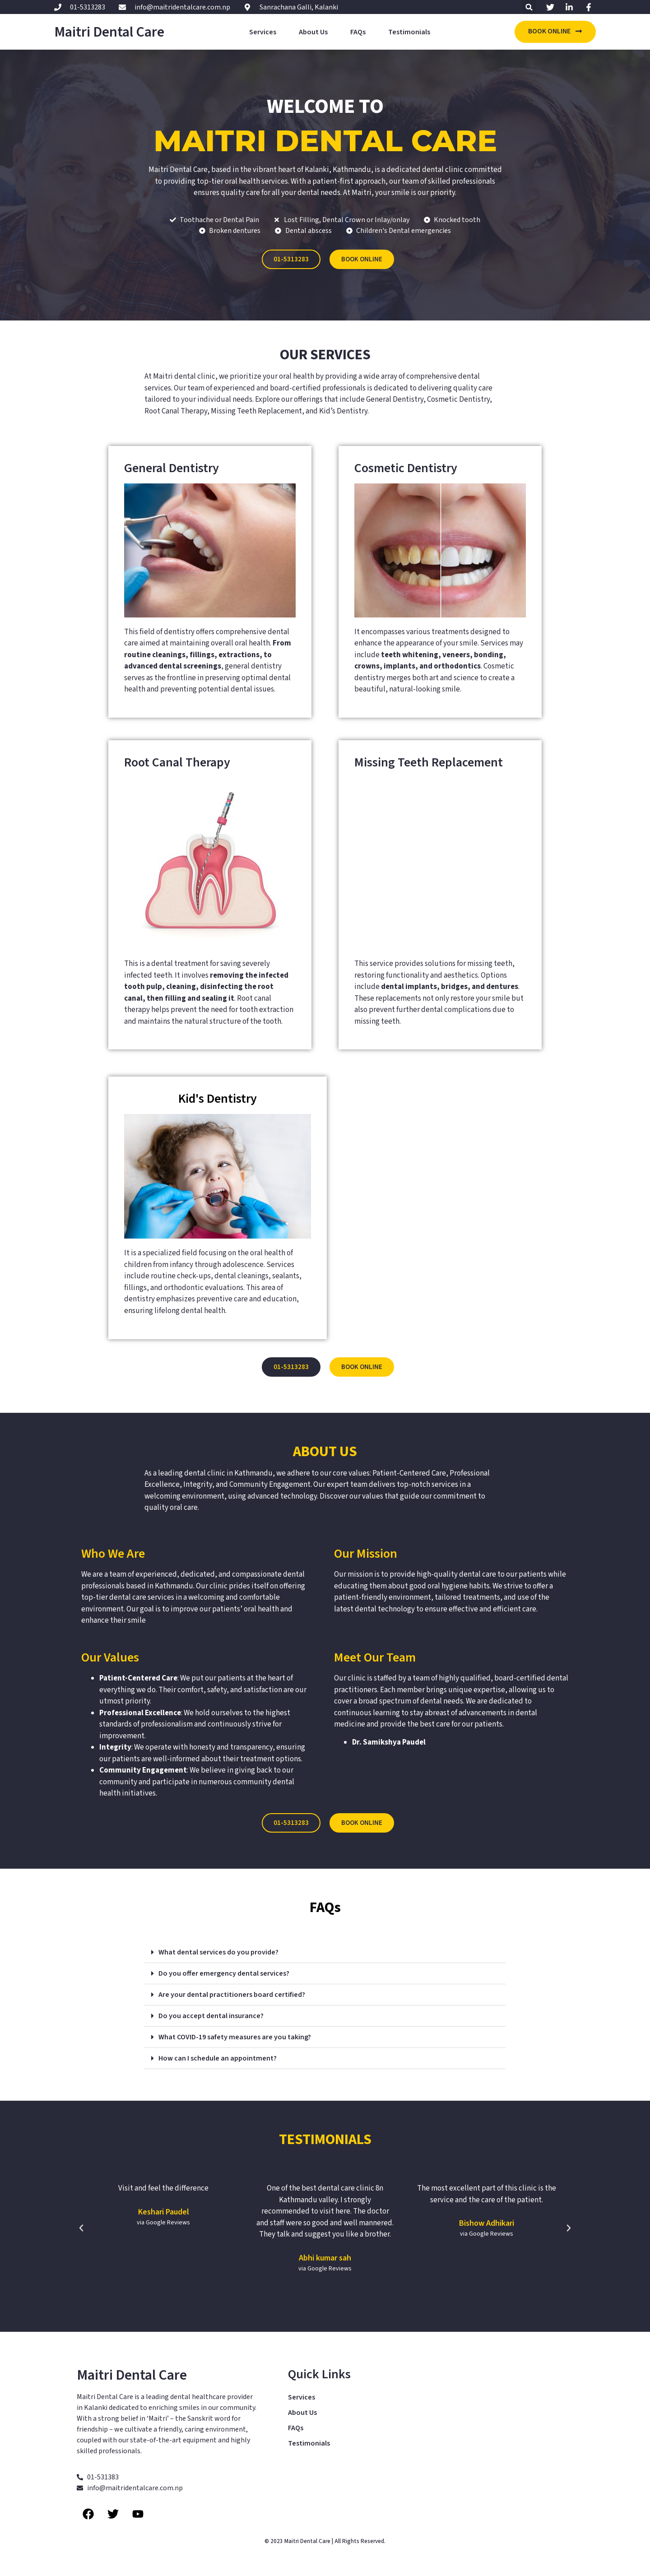 01-5313283
info@maitridentalcare.com.np
Sanrachana Galli, Kalanki
Maitri Dental Care
Services
About Us
FAQs
Testimonials
BOOK ONLINE
WELCOME TO
MAITRI DENTAL CARE
Maitri Dental Care, based in the vibrant heart of Kalanki, Kathmandu, is a dedicated dental clinic committed
to providing top-tier oral health services. With a patient-first approach, our team of skilled professionals
ensures quality care for all your dental needs. At Maitri, your smile is our priority.
Toothache or Dental Pain
Lost Filling, Dental Crown or Inlay/onlay
Knocked tooth
Broken dentures
Dental abscess
Children's Dental emergencies
01-5313283
BOOK ONLINE
OUR SERVICES
At Maitri dental clinic, we prioritize your oral health by providing a wide array of comprehensive dental
services. Our team of experienced and board-certified professionals is dedicated to delivering quality care
tailored to your individual needs. Explore our offerings that include General Dentistry, Cosmetic Dentistry,
Root Canal Therapy, Missing Teeth Replacement, and Kid's Dentistry.
General Dentistry
This field of dentistry offers comprehensive dental
care aimed at maintaining overall oral health. From
routine cleanings, fillings, extractions, to
advanced dental screenings, general dentistry
serves as the frontline in preserving optimal dental
health and preventing potential dental issues.
Cosmetic Dentistry
It encompasses various treatments designed to
enhance the appearance of your smile. Services may
include teeth whitening, veneers, bonding,
crowns, implants, and orthodontics. Cosmetic
dentistry merges both art and science to create a
beautiful, natural-looking smile.
Root Canal Therapy
This is a dental treatment for saving severely
infected teeth. It involves removing the infected
tooth pulp, cleaning, disinfecting the root
canal, then filling and sealing it. Root canal
therapy helps prevent the need for tooth extraction
and maintains the natural structure of the tooth.
Missing Teeth Replacement
This service provides solutions for missing teeth,
restoring functionality and aesthetics. Options
include dental implants, bridges, and dentures.
These replacements not only restore your smile but
also prevent further dental complications due to
missing teeth.
Kid's Dentistry
It is a specialized field focusing on the oral health of
children from infancy through adolescence. Services
include routine check-ups, dental cleanings, sealants,
fillings, and orthodontic evaluations. This area of
dentistry emphasizes preventive care and education,
ensuring lifelong dental health.
01-5313283
BOOK ONLINE
ABOUT US
As a leading dental clinic in Kathmandu, we adhere to our core values: Patient-Centered Care, Professional
Excellence, Integrity, and Community Engagement. Our expert team delivers top-notch services in a
welcoming environment, using advanced technology. Discover our values that guide our commitment to
quality oral care.
Who We Are
We are a team of experienced, dedicated, and compassionate dental
professionals based in Kathmandu. Our clinic prides itself on offering
top-tier dental care services in a welcoming and comfortable
environment. Our goal is to improve our patients' oral health and
enhance their smile
Our Mission
Our mission is to provide high-quality dental care to our patients while
educating them about good oral hygiene habits. We strive to offer a
patient-friendly environment, tailored treatments, and use of the
latest dental technology to ensure effective and efficient care.
Our Values
Patient-Centered Care: We put our patients at the heart of
everything we do. Their comfort, safety, and satisfaction are our
utmost priority.
Professional Excellence: We hold ourselves to the highest
standards of professionalism and continuously strive for
improvement.
Integrity: We operate with honesty and transparency, ensuring
our patients are well-informed about their treatment options.
Community Engagement: We believe in giving back to our
community and participate in numerous community dental
health initiatives.
Meet Our Team
Our clinic is staffed by a team of highly qualified, board-certified dental
practitioners. Each member brings unique expertise, allowing us to
cover a broad spectrum of dental needs. We are dedicated to
continuous learning to stay abreast of advancements in dental
medicine and provide the best care for our patients.
Dr. Samikshya Paudel
01-5313283
BOOK ONLINE
FAQs
What dental services do you provide?
Do you offer emergency dental services?
Are your dental practitioners board certified?
Do you accept dental insurance?
What COVID-19 safety measures are you taking?
How can I schedule an appointment?
TESTIMONIALS
Visit and feel the difference
Keshari Paudel
via Google Reviews
One of the best dental care clinic 8n
Kathmandu valley. I strongly
recommended to visit here. The doctor
and staff were so good and well mannered.
They talk and suggest you like a brother.
Abhi kumar sah
via Google Reviews
The most excellent part of this clinic is the
service and the care of the patient.
Bishow Adhikari
via Google Reviews
Maitri Dental Care
Maitri Dental Care is a leading dental healthcare provider
in Kalanki dedicated to enriching smiles in our community.
With a strong belief in 'Maitri' – the Sanskrit word for
friendship – we cultivate a friendly, caring environment,
coupled with our state-of-the-art equipment and highly
skilled professionals.
01-531383
info@maitridentalcare.com.np
Quick Links
Services
About Us
FAQs
Testimonials
© 2023 Maitri Dental Care | All Rights Reserved.